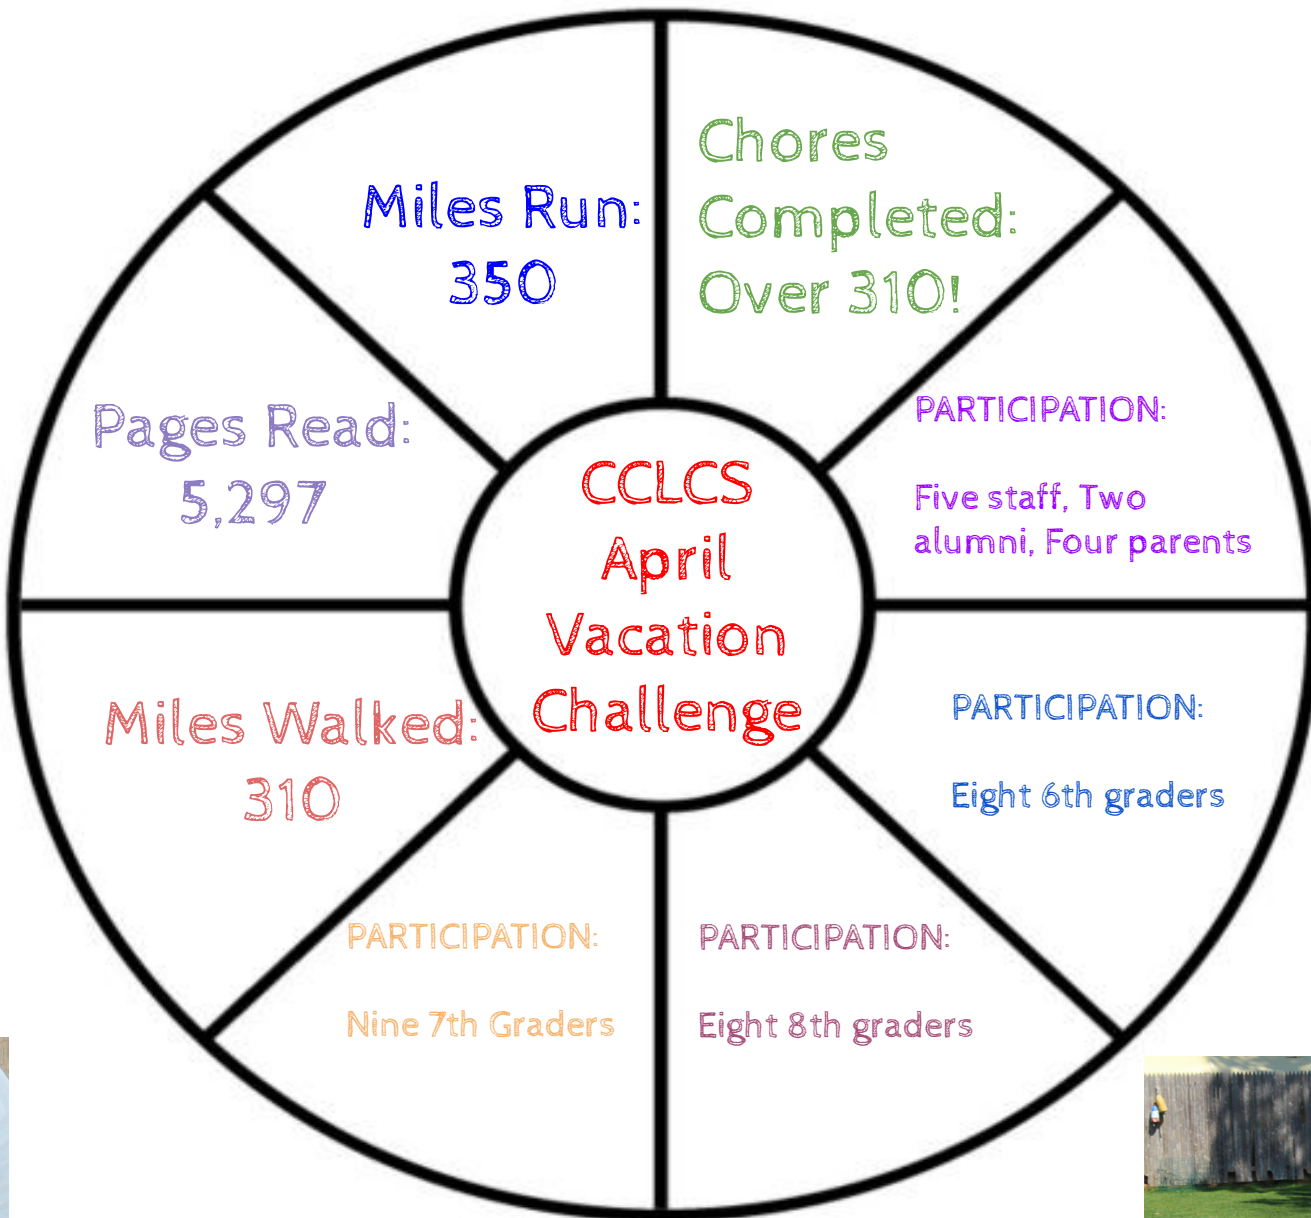 Chores
Completed:
Over 310!
Miles Run:
350
PARTICIPATION:
Five staff, Two
alumni, Four parents
Pages Read:
5,297
CCLCS
April
Vacation
Challenge
PARTICIPATION:
Eight 6th graders
Miles Walked:
310
PARTICIPATION:
Nine 7th Graders
PARTICIPATION:
Eight 8th graders